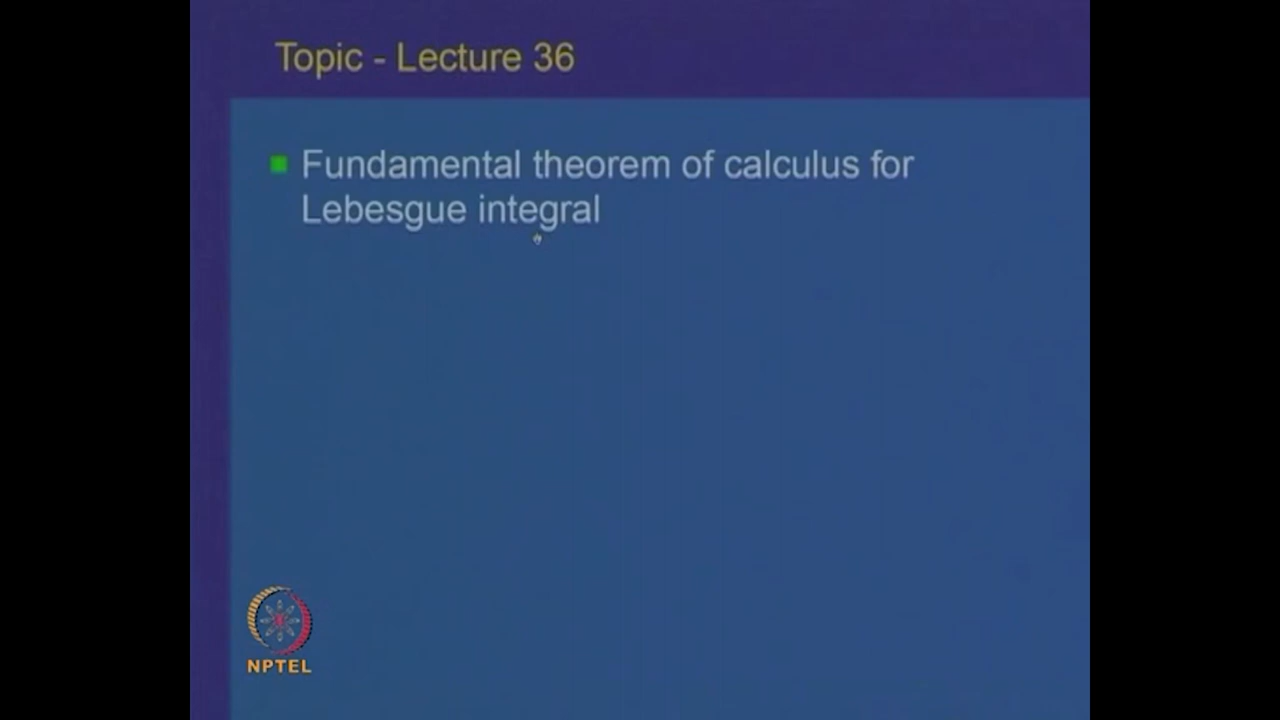 Topic - Lecture 36
Fundamental theorem of calculus for
Lebesgue integral
NPTEL